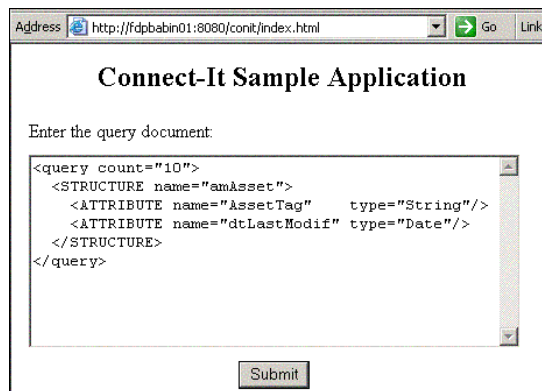 Address http://fdpbabin01:8080/conit/index.html Go Link
Connect-It Sample Application
Enter the query document:
<query count="10">
  <STRUCTURE name="amAsset">
    <ATTRIBUTE name="AssetTag"    type="String"/>
    <ATTRIBUTE name="dtLastModif" type="Date"/>
  </STRUCTURE>
</query>
Submit